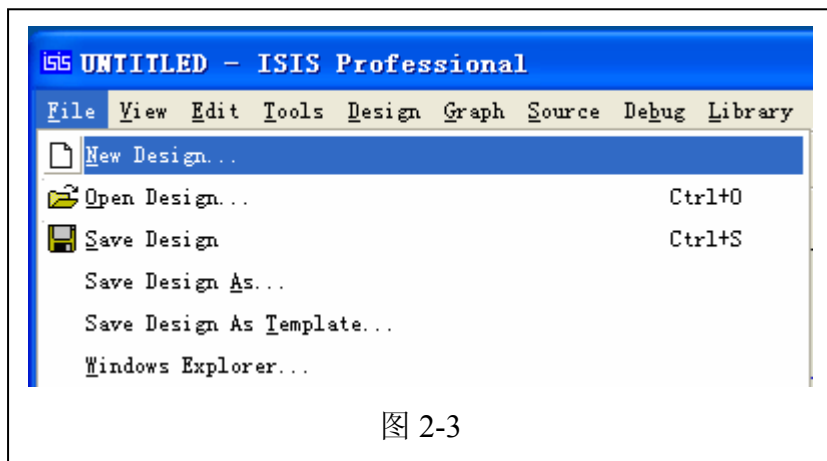 isis UNTITLED - ISIS Professional
File View Edit Tools Design Graph Source Debug Library
New Design...
Open Design... Ctrl+O
Save Design Ctrl+S
Save Design As...
Save Design As Template...
Windows Explorer...
图 2-3